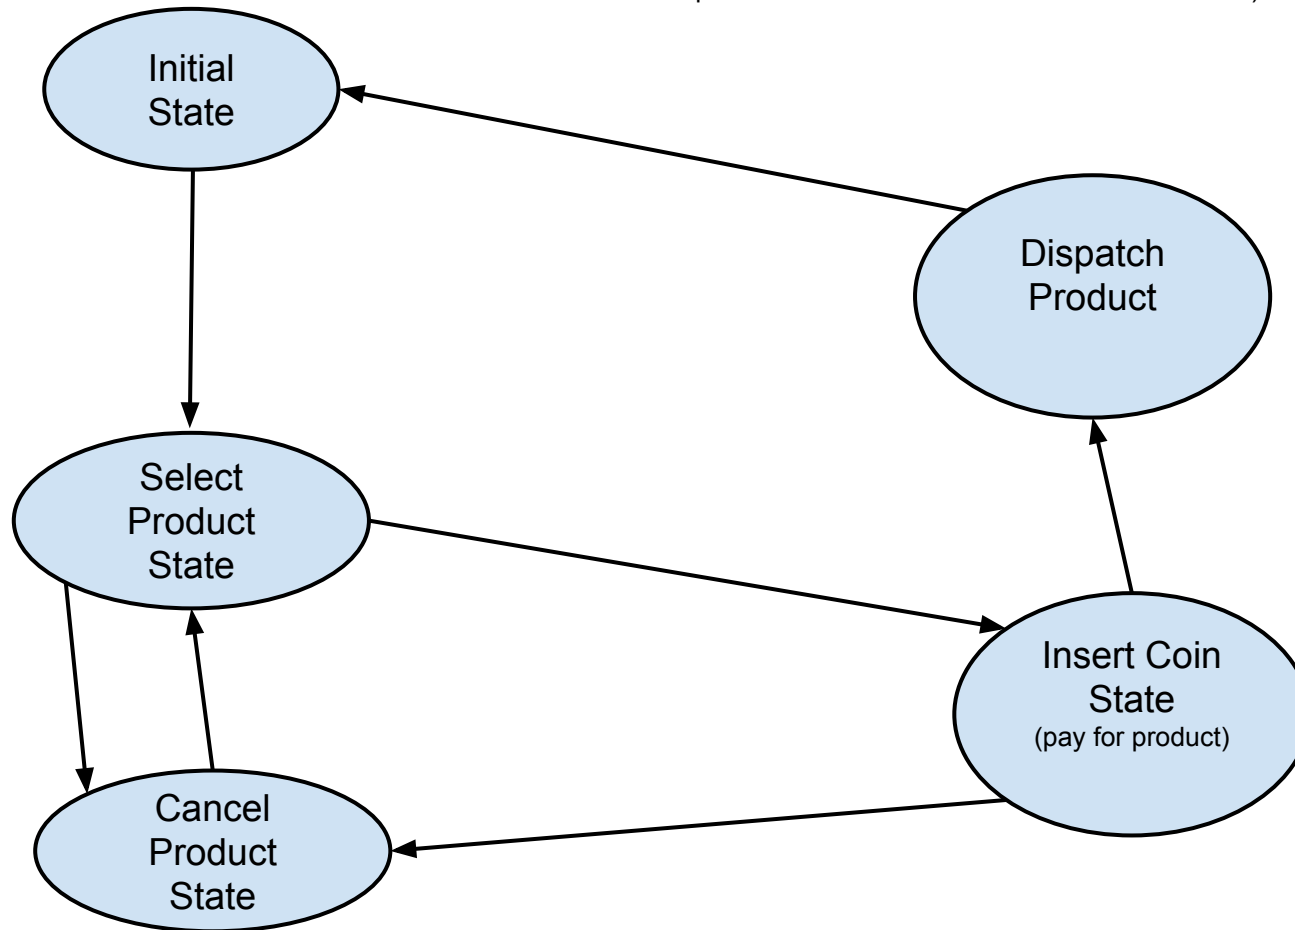 Initial
State
Dispatch
Product
Select
Product
State
Insert Coin
State
(pay for product)
Cancel
Product
State